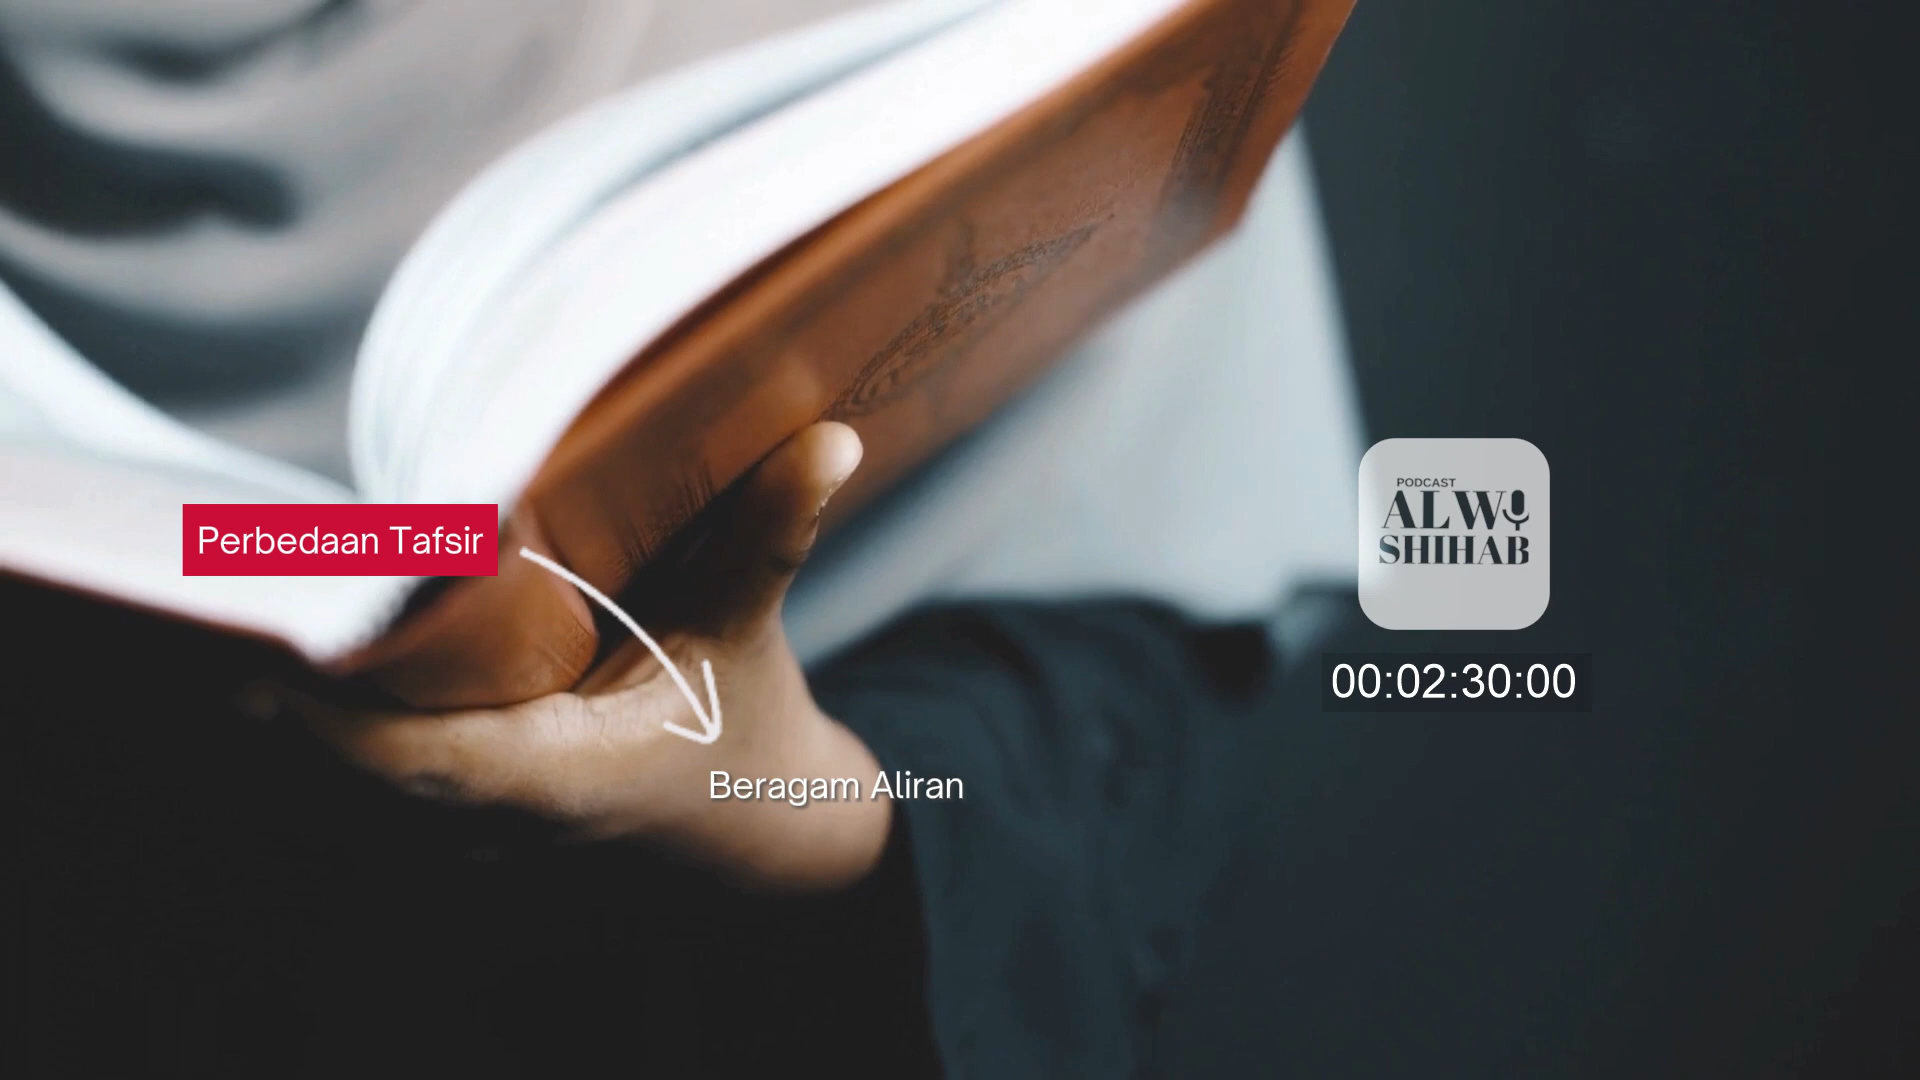 Perbedaan Tafsir
Beragam Aliran
PODCAST
ALWI
SHIHAB
00:02:30:00